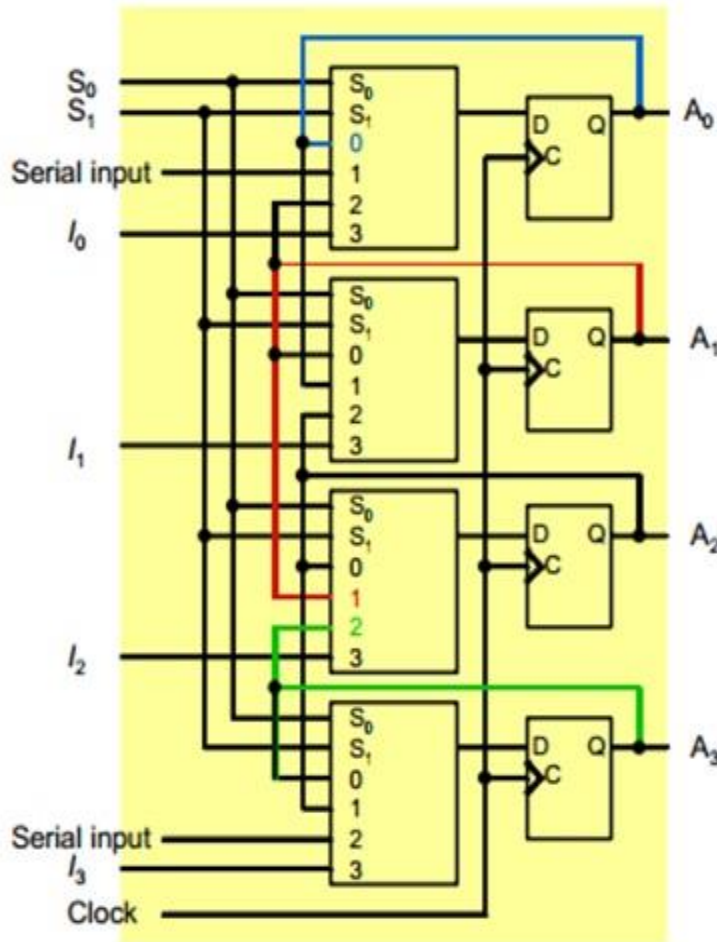 S₀ S₀ A₀
S₁ S₁ D Q
0 C
Serial input 1
2
I₀ 3
S₀
S₁ D Q A₁
0 C
1
2
I₁ 3
S₀
S₁ D Q A₂
0 C
1
2
I₂ 3
S₀
S₁ D Q A₃
0 C
1
Serial input 2
I₃ 3
Clock